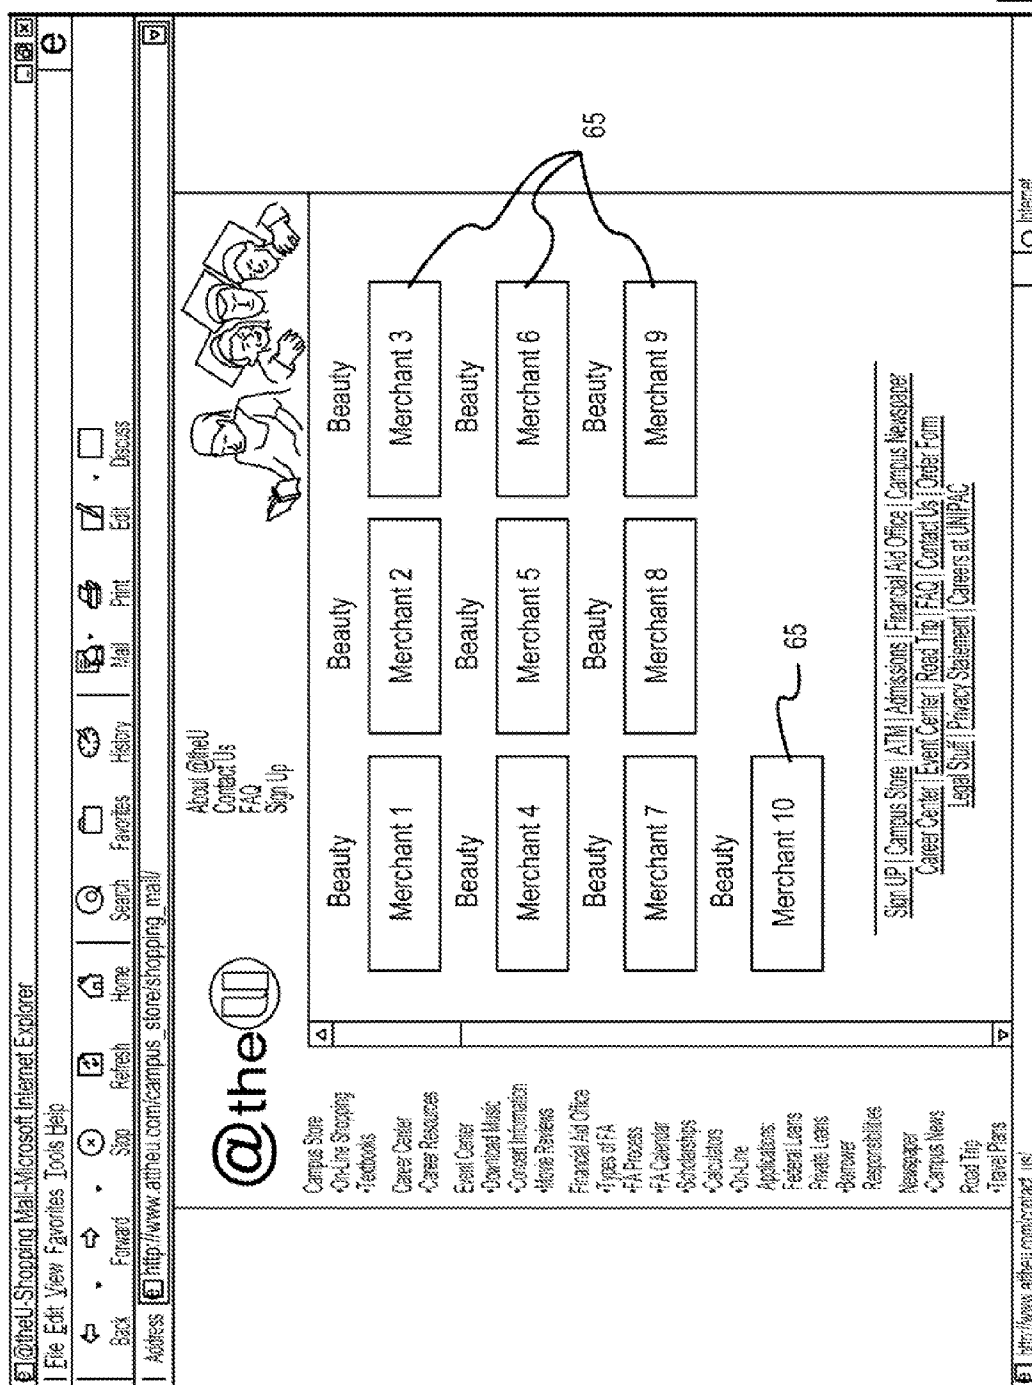 @theU-Shopping Mail-Microsoft Internet Explorer
File Edit View Favorites Tools Help
Back Forward Stop Refresh Home Search Favorites History Mail Print Edit Discuss
Address http://www.attheu.com/campus_store/shopping_mail/
@theU
About @theU
Contact Us
FAQ
Sign Up
Campus Store
•On-Line Shopping
•Textbooks
Career Center
•Career Resources
Event Center
•Download Music
•Concert Information
•Movie Reviews
Financial Aid Office
•Types of FA
•FA Process
•FA Calendar
•Scholarships
•Calculators
•On-Line
Applications:
Federal Loans
Private Loans
•Borrower
Responsibilities
Newspaper
•Campus News
Road Trip
•Travel Plans
Beauty Beauty Beauty
Merchant 1 Merchant 2 Merchant 3
65
Beauty Beauty Beauty
Merchant 4 Merchant 5 Merchant 6
Beauty Beauty Beauty
Merchant 7 Merchant 8 Merchant 9
Beauty
Merchant 10
65
Sign UP | Campus Store | ATM | Admissions | Financial Aid Office | Campus Newspaper
Career Center | Event Center | Road Trip | FAQ | Contact Us | Order Form
Legal Stuff | Privacy Statement | Careers at UNIPAC
http://www.attheu.com/contact_us/ Internet